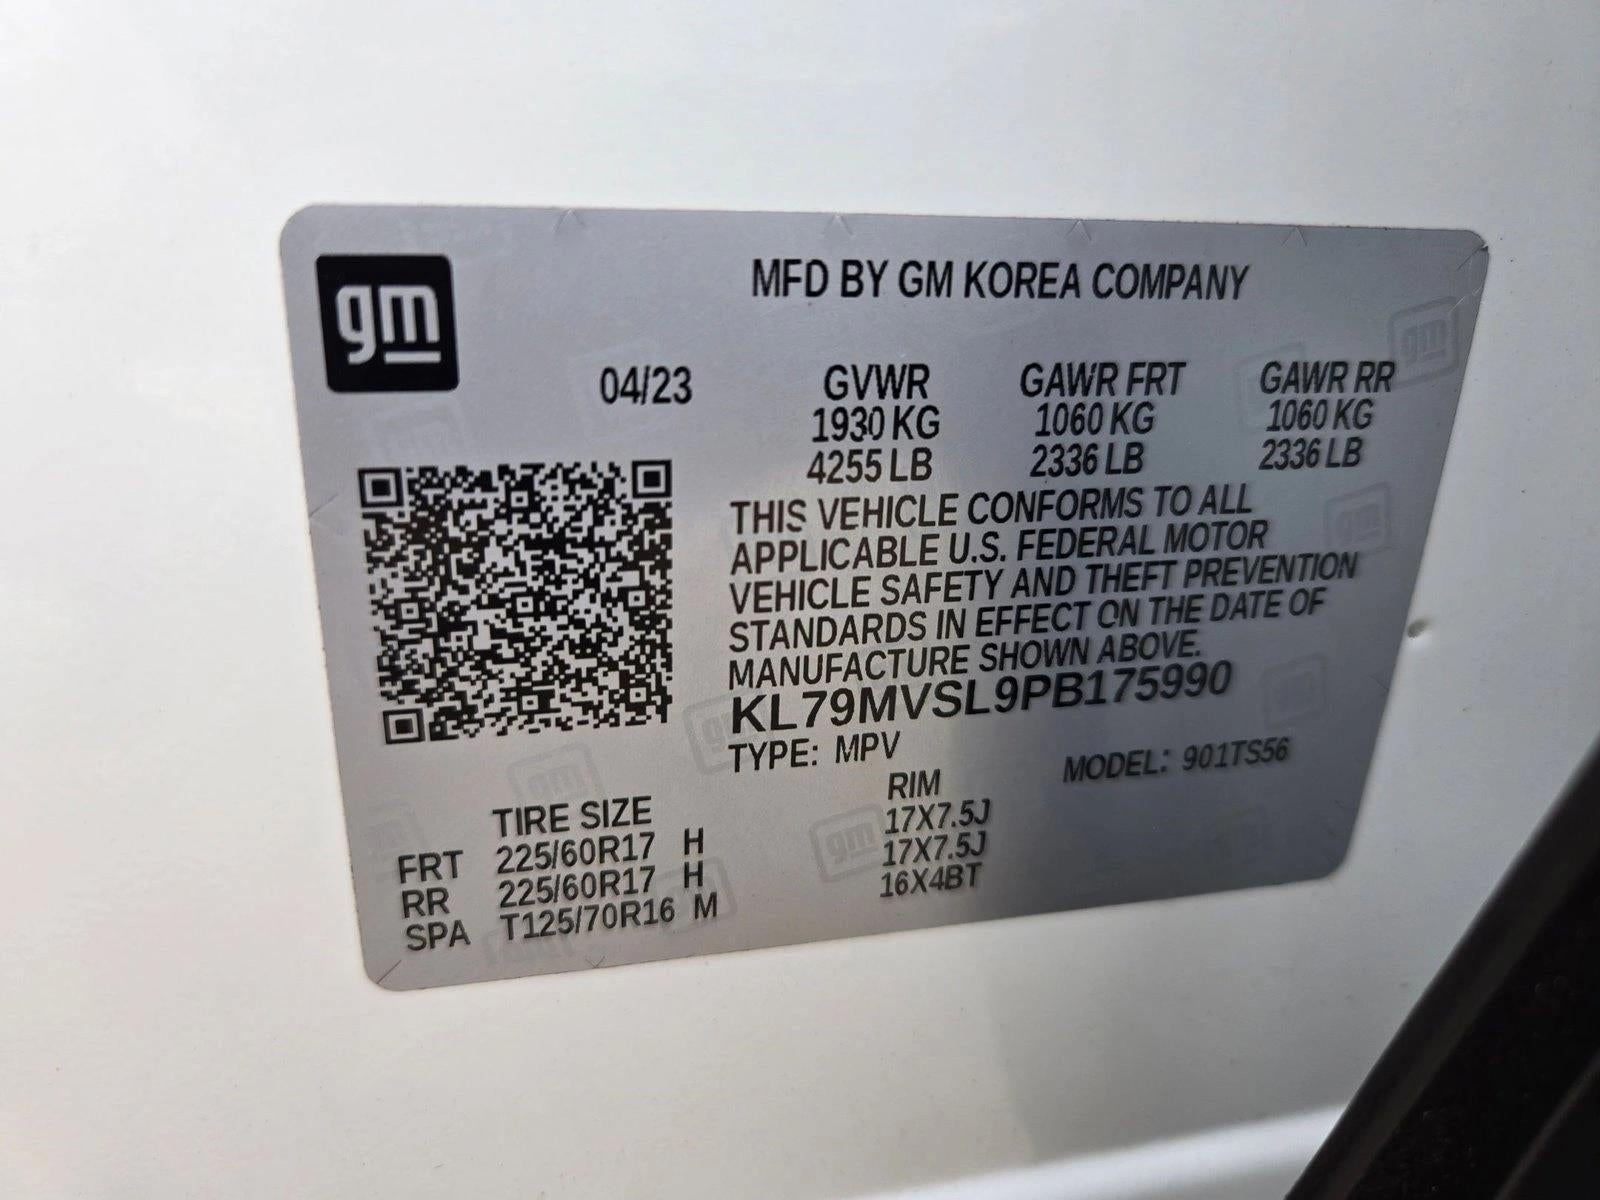 gm
MFD BY GM KOREA COMPANY
04/23 GVWR GAWR FRT GAWR RR
1930 KG 1060 KG 1060 KG
4255 LB 2336 LB 2336 LB
THIS VEHICLE CONFORMS TO ALL
APPLICABLE U.S. FEDERAL MOTOR
VEHICLE SAFETY AND THEFT PREVENTION
STANDARDS IN EFFECT ON THE DATE OF
MANUFACTURE SHOWN ABOVE.
KL79MVSL9PB175990
TYPE: MPV MODEL: 901TS56
TIRE SIZE RIM
FRT 225/60R17 H 17X7.5J
RR 225/60R17 H 17X7.5J
SPA T125/70R16 M 16X4BT